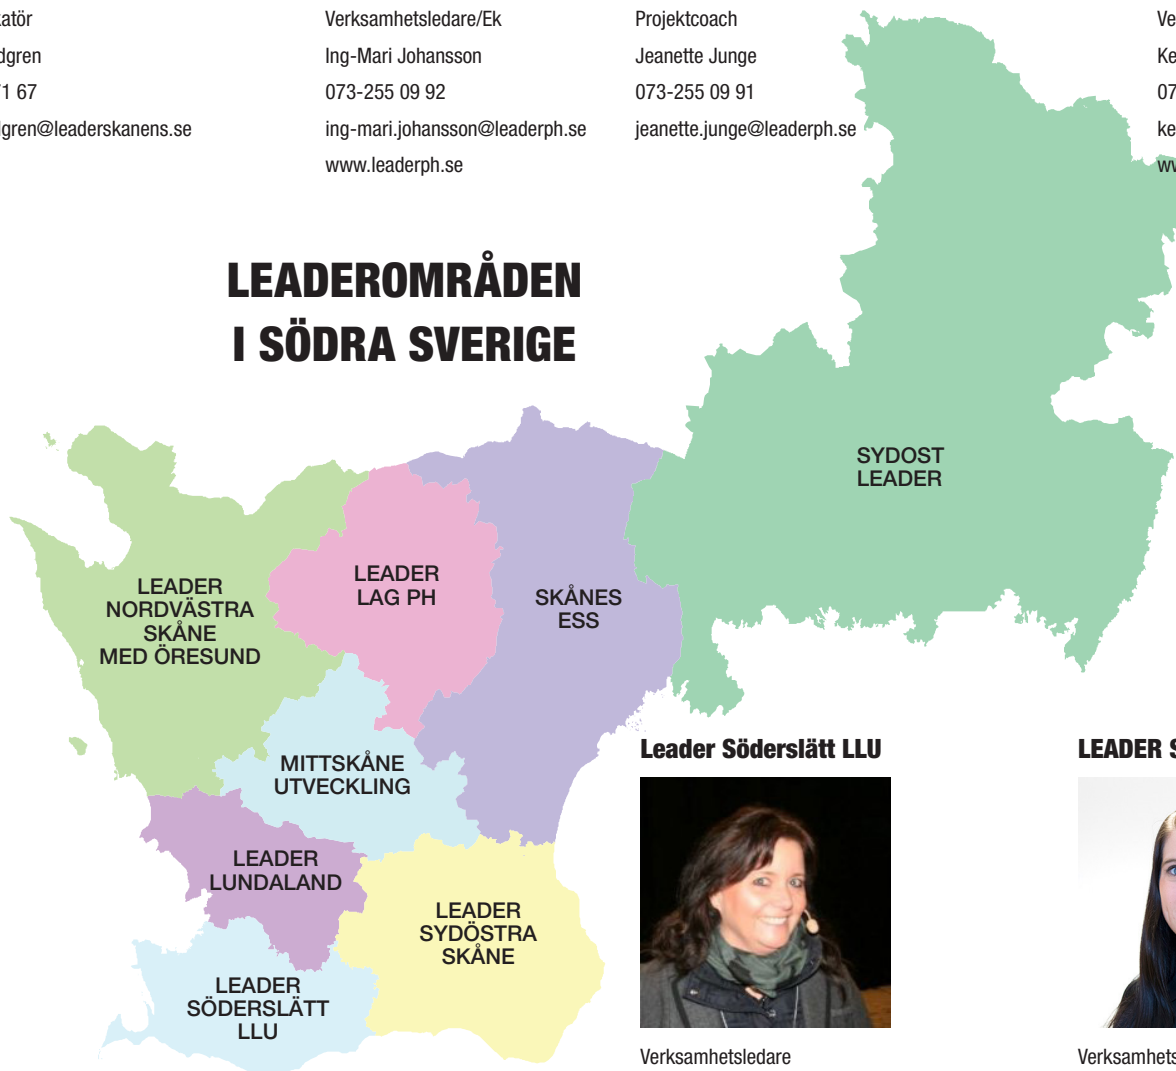 Verksamhetsledare/Ek
Ing-Mari Johansson
073-255 09 92
ing-mari.johansson@leaderph.se
www.leaderph.se
Projektcoach
Jeanette Junge
073-255 09 91
jeanette.junge@leaderph.se
LEADEROMRÅDEN
I SÖDRA SVERIGE
SYDOST
LEADER
LEADER
NORDVÄSTRA
SKÅNE
MED ÖRESUND
LEADER
LAG PH
SKÅNES
ESS
MITTSKÅNE
UTVECKLING
LEADER
LUNDALAND
LEADER
SYDÖSTRA
SKÅNE
LEADER
SÖDERSLÄTT
LLU
Leader Söderslätt LLU
Verksamhetsledare
LEADER